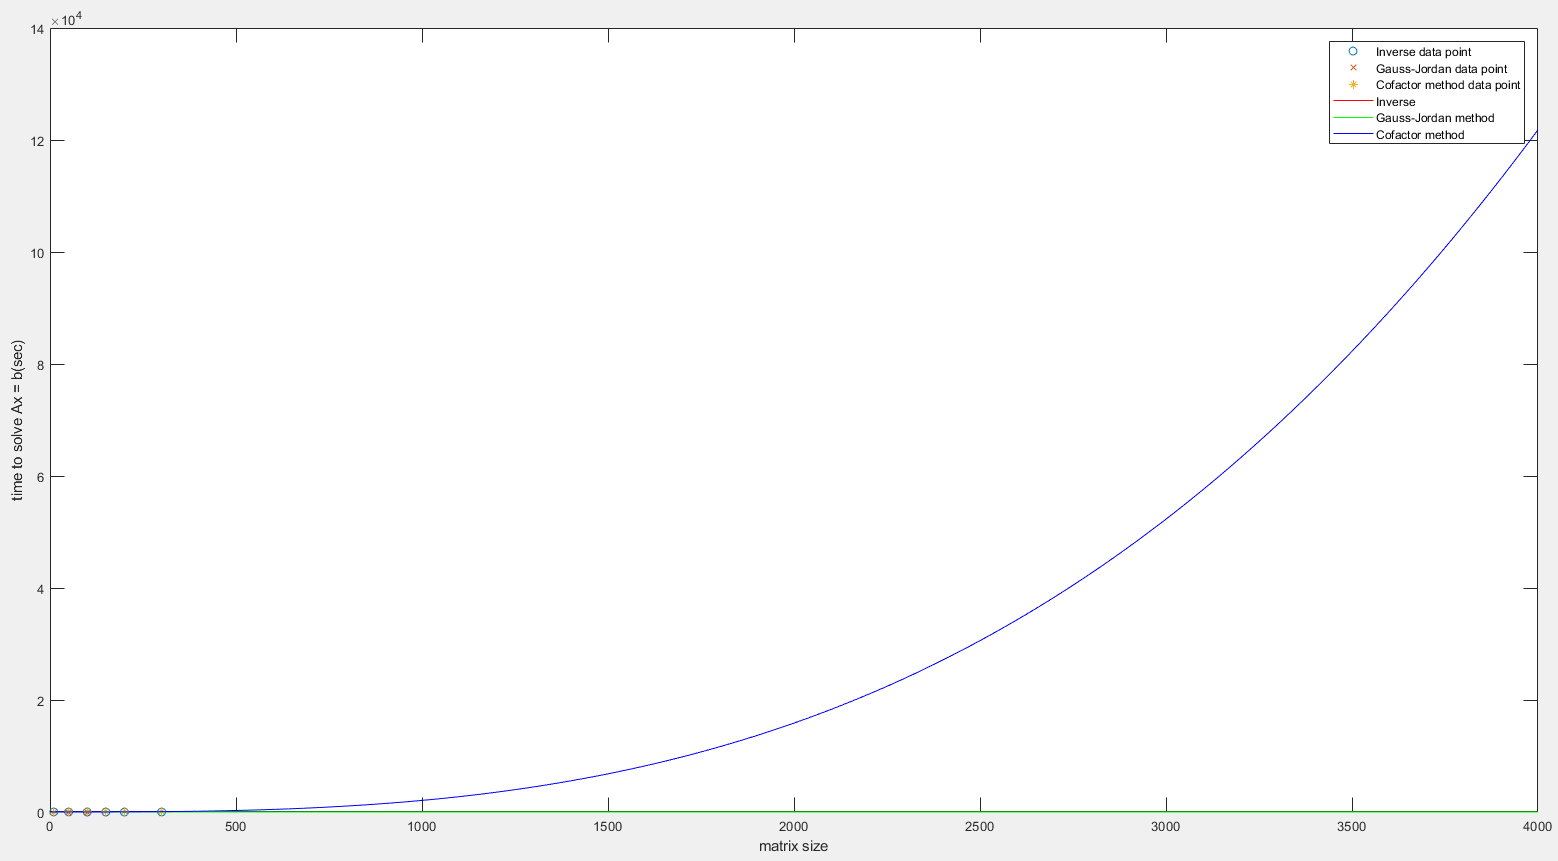 ×10^4
14
12
10
8
6
4
2
0
time to solve Ax = b(sec)
0 500 1000 1500 2000 2500 3000 3500 4000
matrix size
Inverse data point
Gauss-Jordan data point
Cofactor method data point
Inverse
Gauss-Jordan method
Cofactor method